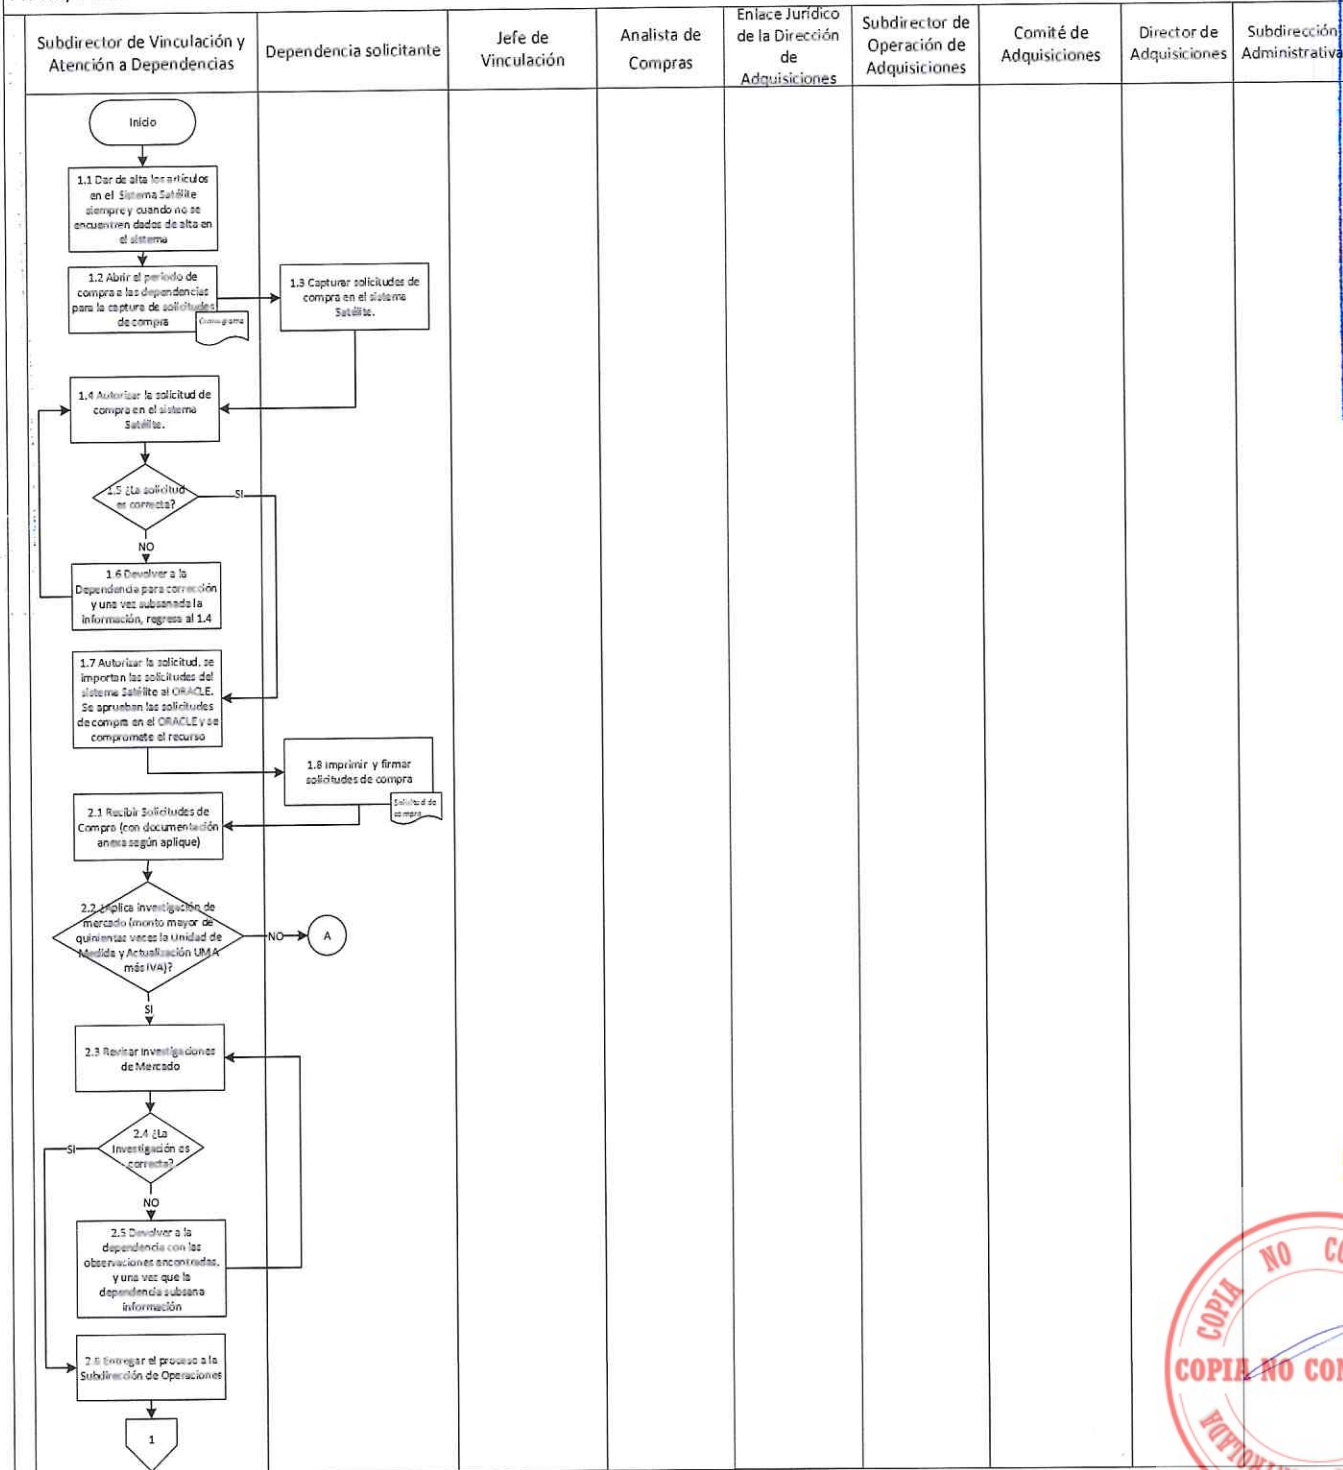 Subdirector de Vinculación y
Atención a Dependencias
Dependencia solicitante
Jefe de
Vinculación
Analista de
Compras
Enlace Jurídico
de la Dirección
de
Adquisiciones
Subdirector de
Operación de
Adquisiciones
Comité de
Adquisiciones
Director de
Adquisiciones
Subdirección
Administrativa
Inicio
1.1 Dar de alta los artículos
en el Sistema Satélite
siempre y cuando no se
encuentren dados de alta en
el sistema
1.2 Abrir el periodo de
compra a las dependencias
para la captura de solicitudes
de compra
Cronograma
1.3 Capturar solicitudes de
compra en el sistema
Satélite.
1.4 Autorizar la solicitud de
compra en el sistema
Satélite.
1.5 ¿La solicitud
es correcta?
SI
NO
1.6 Devolver a la
Dependencia para corrección
y una vez subsanada la
información, regresa al 1.4
1.7 Autorizar la solicitud, se
importan las solicitudes del
sistema Satélite al ORACLE.
Se aprueban las solicitudes
de compra en el ORACLE y se
compromete el recurso
1.8 Imprimir y firmar
solicitudes de compra
Solicitud de
compra
2.1 Recibir Solicitudes de
Compra (con documentación
anexa según aplique)
2.2 ¿Aplica investigación de
mercado (monto mayor de
quinientas veces la Unidad de
Medida y Actualización UMA
más IVA)?
NO
A
SI
2.3 Revisar Investigaciones
de Mercado
2.4 ¿La
Investigación es
correcta?
SI
NO
2.5 Devolver a la
dependencia con las
observaciones encontradas,
y una vez que la
dependencia subsana
información
2.6 Entregar el proceso a la
Subdirección de Operaciones
1
COPIA NO CO
COPIA NO CON